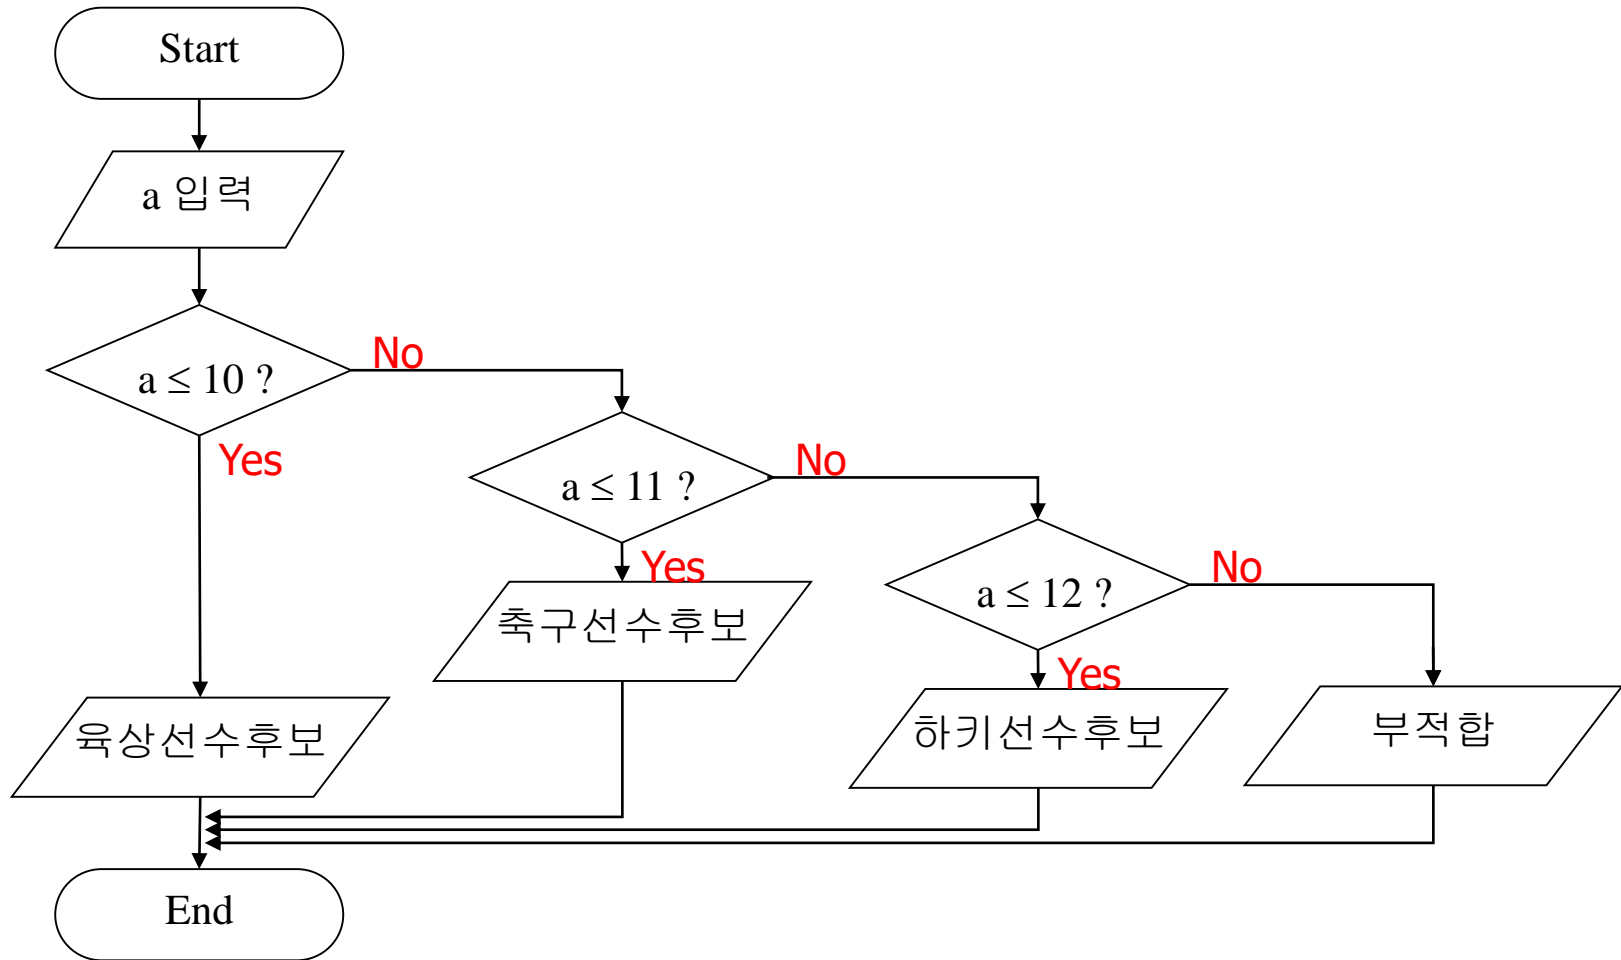 Start
a 입력
a ≤ 10 ?
No
Yes
a ≤ 11 ?
No
Yes
축구선수후보
a ≤ 12 ?
No
Yes
육상선수후보
하키선수후보
부적합
End